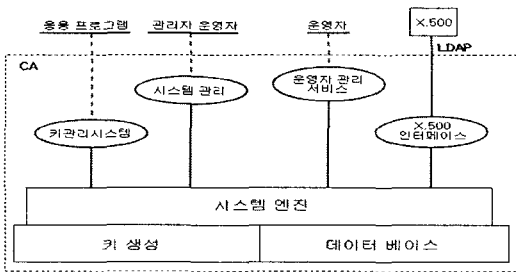 응용 프로그램 관리자 운영자 운영자 X.500
LDAP
CA
시스템 관리
운영자 관리
서비스
키관리시스템
X.500
인터페이스
시스템 엔진
키 생성 데이터 베이스